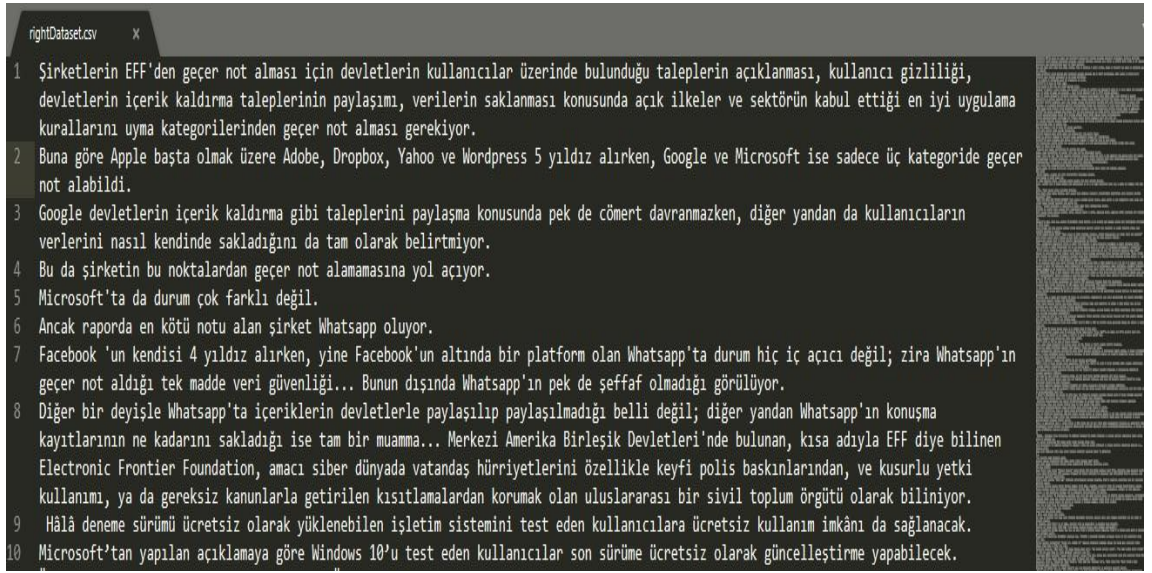 rightDataset.csv x
1 Şirketlerin EFF'den geçer not alması için devletlerin kullanıcılar üzerinde bulunduğu taleplerin açıklanması, kullanıcı gizliliği,
devletlerin içerik kaldırma taleplerinin paylaşımı, verilerin saklanması konusunda açık ilkeler ve sektörün kabul ettiği en iyi uygulama
kurallarını uyma kategorilerinden geçer not alması gerekiyor.
2 Buna göre Apple başta olmak üzere Adobe, Dropbox, Yahoo ve Wordpress 5 yıldız alırken, Google ve Microsoft ise sadece üç kategoride geçer
not alabildi.
3 Google devletlerin içerik kaldırma gibi taleplerini paylaşma konusunda pek de cömert davranmazken, diğer yandan da kullanıcıların
verlerini nasıl kendinde sakladığını da tam olarak belirtmiyor.
4 Bu da şirketin bu noktalardan geçer not alamamasına yol açıyor.
5 Microsoft'ta da durum çok farklı değil.
6 Ancak raporda en kötü notu alan şirket Whatsapp oluyor.
7 Facebook 'un kendisi 4 yıldız alırken, yine Facebook'un altında bir platform olan Whatsapp'ta durum hiç iç açıcı değil; zira Whatsapp'ın
geçer not aldığı tek madde veri güvenliği... Bunun dışında Whatsapp'ın pek de şeffaf olmadığı görülüyor.
8 Diğer bir deyişle Whatsapp'ta içeriklerin devletlerle paylaşılıp paylaşılmadığı belli değil; diğer yandan Whatsapp'ın konuşma
kayıtlarının ne kadarını sakladığı ise tam bir muamma... Merkezi Amerika Birleşik Devletleri'nde bulunan, kısa adıyla EFF diye bilinen
Electronic Frontier Foundation, amacı siber dünyada vatandaş hürriyetlerini özellikle keyfi polis baskınlarından, ve kusurlu yetki
kullanımı, ya da gereksiz kanunlarla getirilen kısıtlamalardan korumak olan uluslararası bir sivil toplum örgütü olarak biliniyor.
9 Hâlâ deneme sürümü ücretsiz olarak yüklenebilen işletim sistemini test eden kullanıcılara ücretsiz kullanım imkânı da sağlanacak.
10 Microsoft’tan yapılan açıklamaya göre Windows 10’u test eden kullanıcılar son sürüme ücretsiz olarak güncelleştirme yapabilecek.